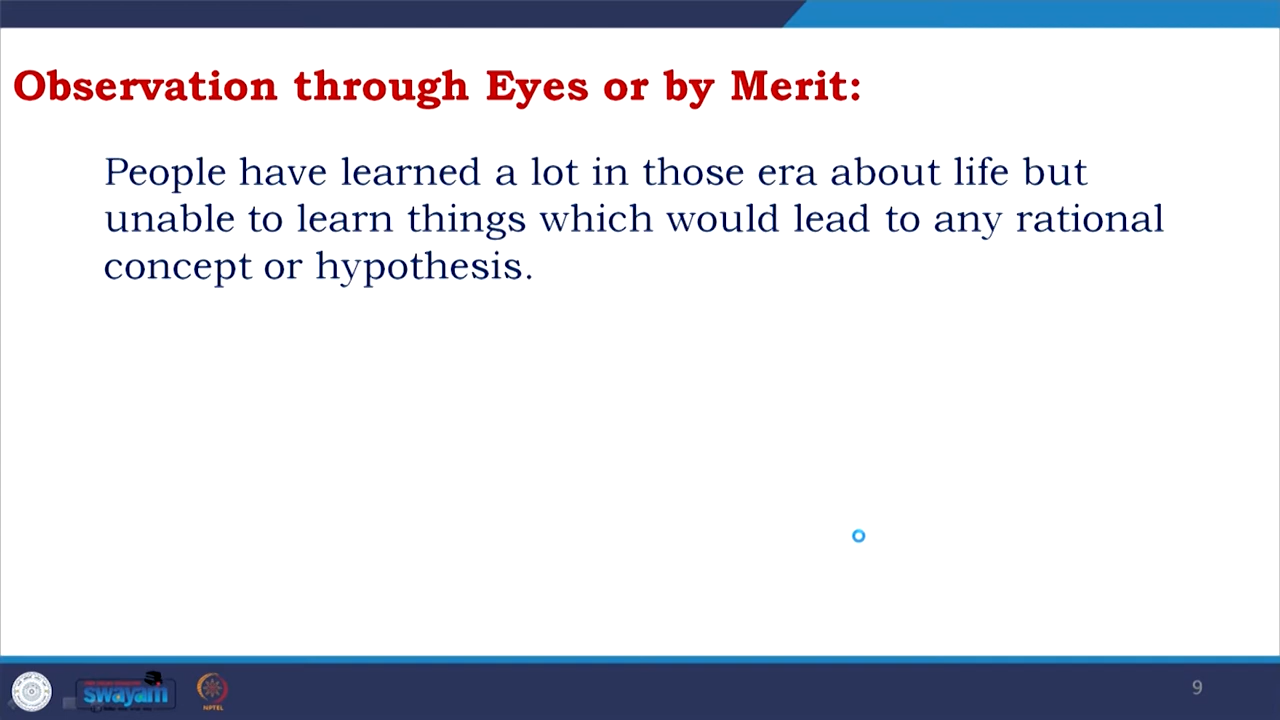 Observation through Eyes or by Merit:
People have learned a lot in those era about life but
unable to learn things which would lead to any rational
concept or hypothesis.
swayam
NPTEL
9